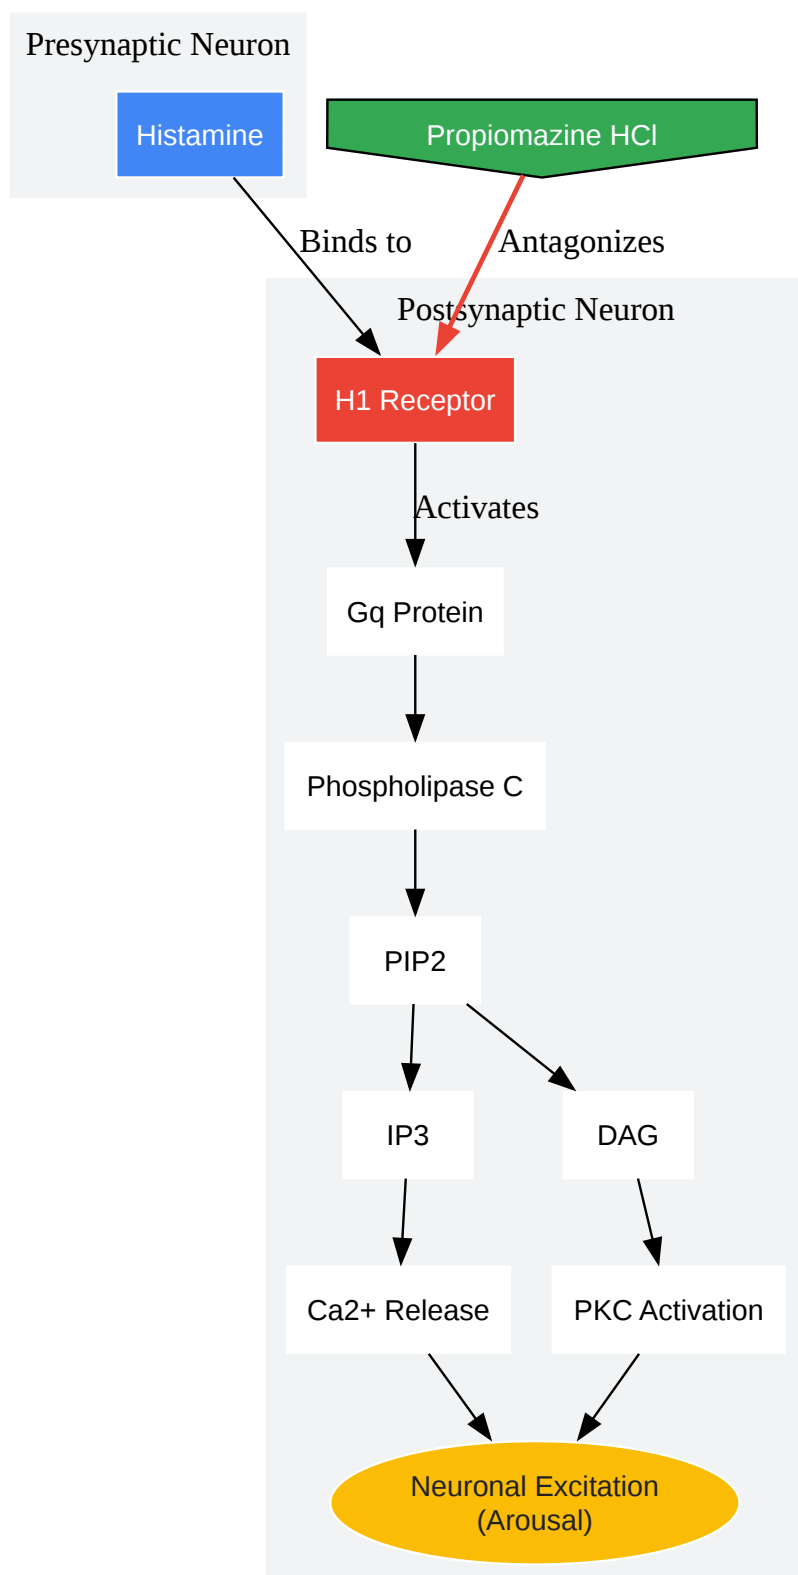 Presynaptic Neuron
Histamine
Propiomazine HCl
Binds to
Antagonizes
Postsynaptic Neuron
H1 Receptor
Activates
Gq Protein
Phospholipase C
PIP2
IP3
DAG
Ca2+ Release
PKC Activation
Neuronal Excitation
(Arousal)